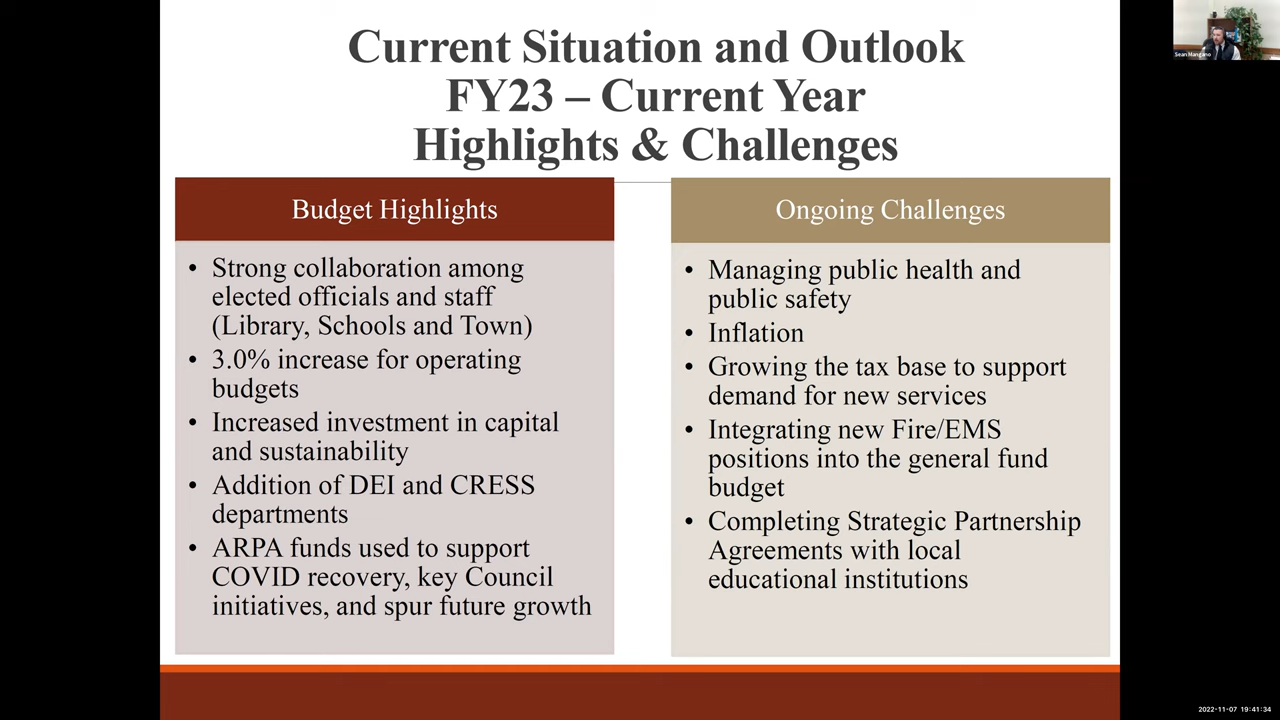 Current Situation and Outlook
FY23 – Current Year
Highlights & Challenges
Budget Highlights
• Strong collaboration among
elected officials and staff
(Library, Schools and Town)
• 3.0% increase for operating
budgets
• Increased investment in capital
and sustainability
• Addition of DEI and CRESS
departments
• ARPA funds used to support
COVID recovery, key Council
initiatives, and spur future growth
Ongoing Challenges
• Managing public health and
public safety
• Inflation
• Growing the tax base to support
demand for new services
• Integrating new Fire/EMS
positions into the general fund
budget
• Completing Strategic Partnership
Agreements with local
educational institutions
Sean Mangano
2022-11-07 19:41:34